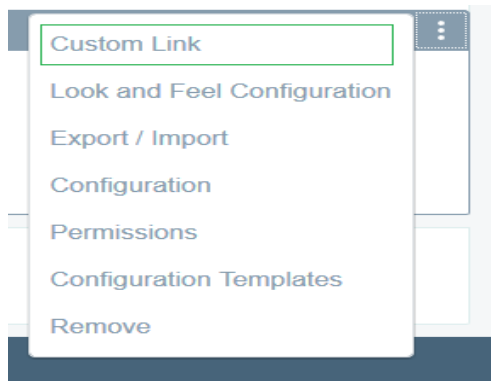 Custom Link
Look and Feel Configuration
Export / Import
Configuration
Permissions
Configuration Templates
Remove